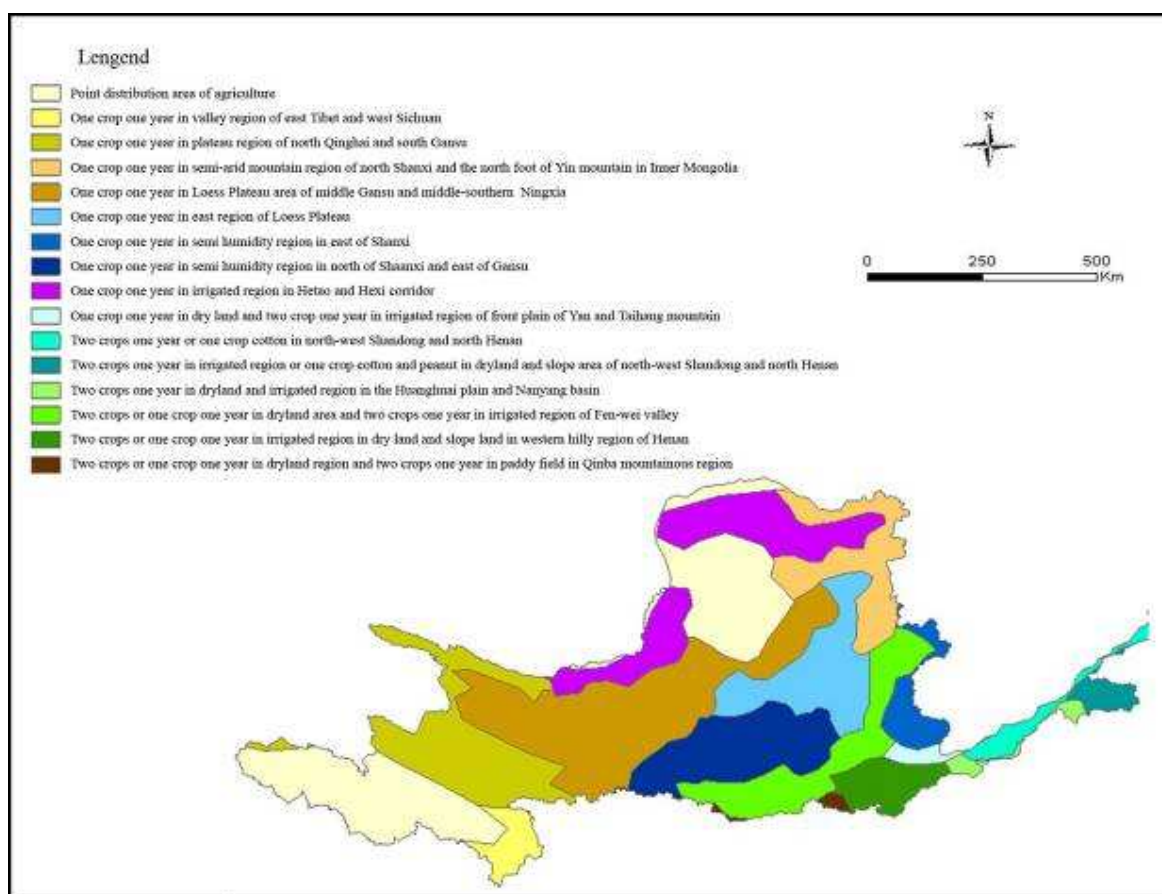 Lengend
Point distribution area of agriculture
One crop one year in valley region of east Tibet and west Sichuan
One crop one year in plateau region of north Qinghai and south Gansu
One crop one year in semi-arid mountain region of north Shanxi and the north foot of Yin mountain in Inner Mongolia
One crop one year in Loess Plateau area of middle Gansu and middle-southern Ningxia
One crop one year in east region of Loess Plateau
One crop one year in semi humidity region in east of Shanxi
One crop one year in semi humidity region in north of Shaanxi and east of Gansu
One crop one year in irrigated region in Hetao and Hexi corridor
One crop one year in dry land and two crop one year in irrigated region of front plain of Yan and Taihang mountain
Two crops one year or one crop cotton in north-west Shandong and north Henan
Two crops one year in irrigated region or one crop cotton and peanut in dryland and slope area of north-west Shandong and north Henan
Two crops one year in dryland and irrigated region in the Huanghuai plain and Nanyang basin
Two crops or one crop one year in dryland area and two crops one year in irrigated region of Fen-wei valley
Two crops or one crop one year in irrigated region in dry land and slope land in western hilly region of Henan
Two crops or one crop one year in dryland region and two crops one year in paddy field in Qinba mountainous region
N
0 250 500
Km